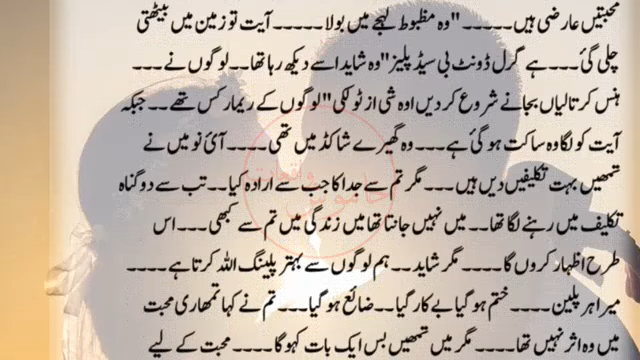 محبتیں عارضی ہیں۔۔۔۔۔ "وہ مظبوط لہجے میں بولا۔۔۔۔۔ آیت تو زمین میں بیٹھتی
چلی گئ۔۔۔۔ ہے گرل ڈونٹ بی سیڈ پلیز" وہ شاید اسے دیکھ رہا تھا۔۔ لوگوں نے۔۔۔
ہنس کر تالیاں بجانے شروع کر دیں اوہ شی از ٹو لکی" لوگوں کے ریمارکس تھے۔۔ جبکہ
آیت کو لگا وہ ساکت ہو گئ ہے۔۔۔ وہ گھیرے شاکڈ میں تھی۔۔۔۔ آئ نو میں نے
تمھیں بہت تکلیفیں دیں ہیں۔۔۔ مگر تم سے جدا کا جب سے ارادہ کیا۔۔ تب سے دو گناہ
تکلیف میں رہنے لگا تھا۔۔ میں نہیں جانتا تھا میں زندگی میں تم سے کبھی۔۔۔ اس
طرح اظہار کروں گا۔۔۔۔ مگر شاید۔۔ ہم لوگوں سے بہتر پلینگ اللہ کرتا ہے۔۔۔۔
میرا ہر پلین۔۔۔۔ ختم ہو گیا بے کار گیا۔۔ ضائع ہو گیا۔۔۔ تم نے کہا تمھاری محبت
میں وہ اثر نہیں تھا۔۔۔۔ مگر میں تمھیں بس ایک بات کہو گا۔۔۔۔ محبت کے لیے